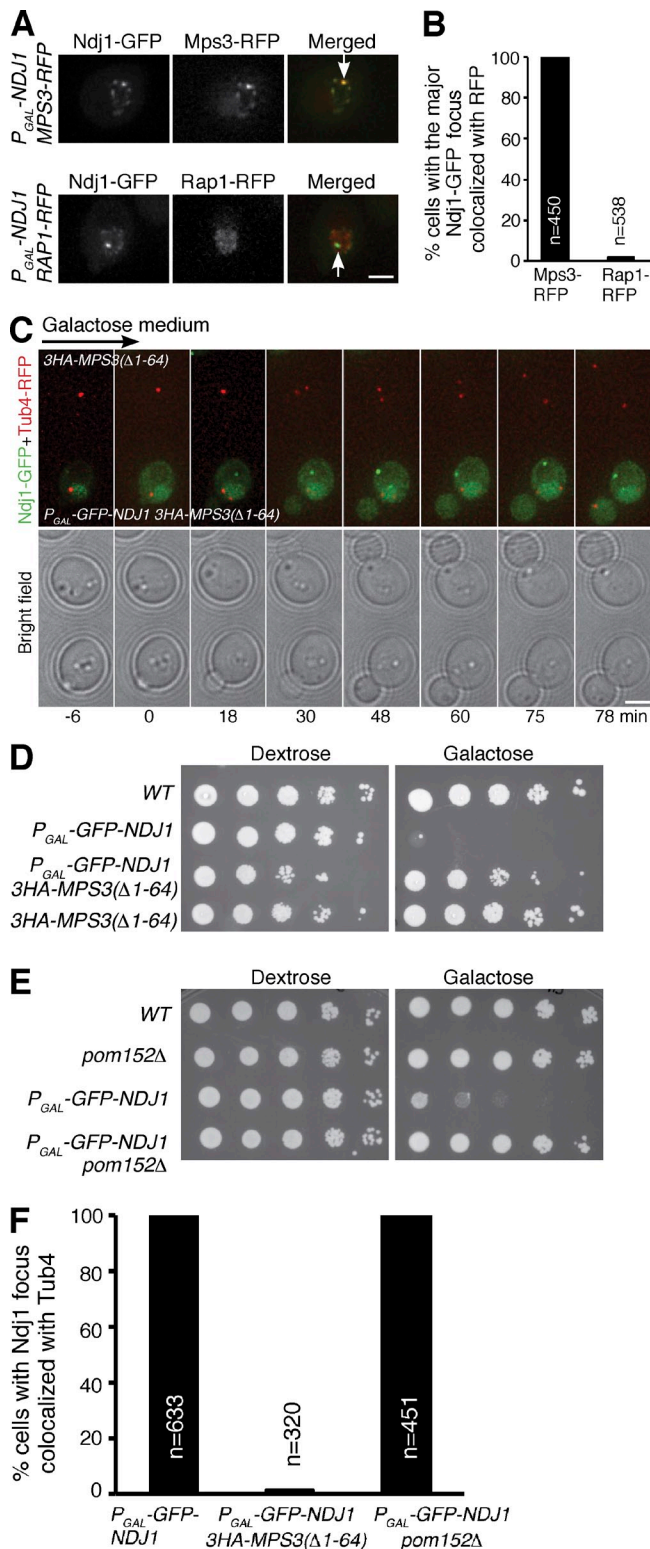 A
Ndj1-GFP Mps3-RFP Merged
PGAL-NDJ1
MPS3-RFP
Ndj1-GFP Rap1-RFP Merged
PGAL-NDJ1
RAP1-RFP
B
% cells with the major
Ndj1-GFP focus
colocalized with RFP
100
80
60
40
20
0
n=450
n=538
Mps3-
RFP
Rap1-
RFP
C
Galactose medium
Ndj1-GFP+Tub4-RFP
3HA-MPS3(Δ1-64)
PGAL-GFP-NDJ1 3HA-MPS3(Δ1-64)
Bright field
-6 0 18 30 48 60 75 78 min
D
Dextrose Galactose
WT
PGAL-GFP-NDJ1
PGAL-GFP-NDJ1
3HA-MPS3(Δ1-64)
3HA-MPS3(Δ1-64)
E
Dextrose Galactose
WT
pom152Δ
PGAL-GFP-NDJ1
PGAL-GFP-NDJ1
pom152Δ
F
% cells with Ndj1 focus
colocalized with Tub4
100
80
60
40
20
0
n=633
n=320
n=451
PGAL-GFP-
NDJ1
PGAL-GFP-NDJ1
3HA-MPS3(Δ1-64)
PGAL-GFP-NDJ1
pom152Δ